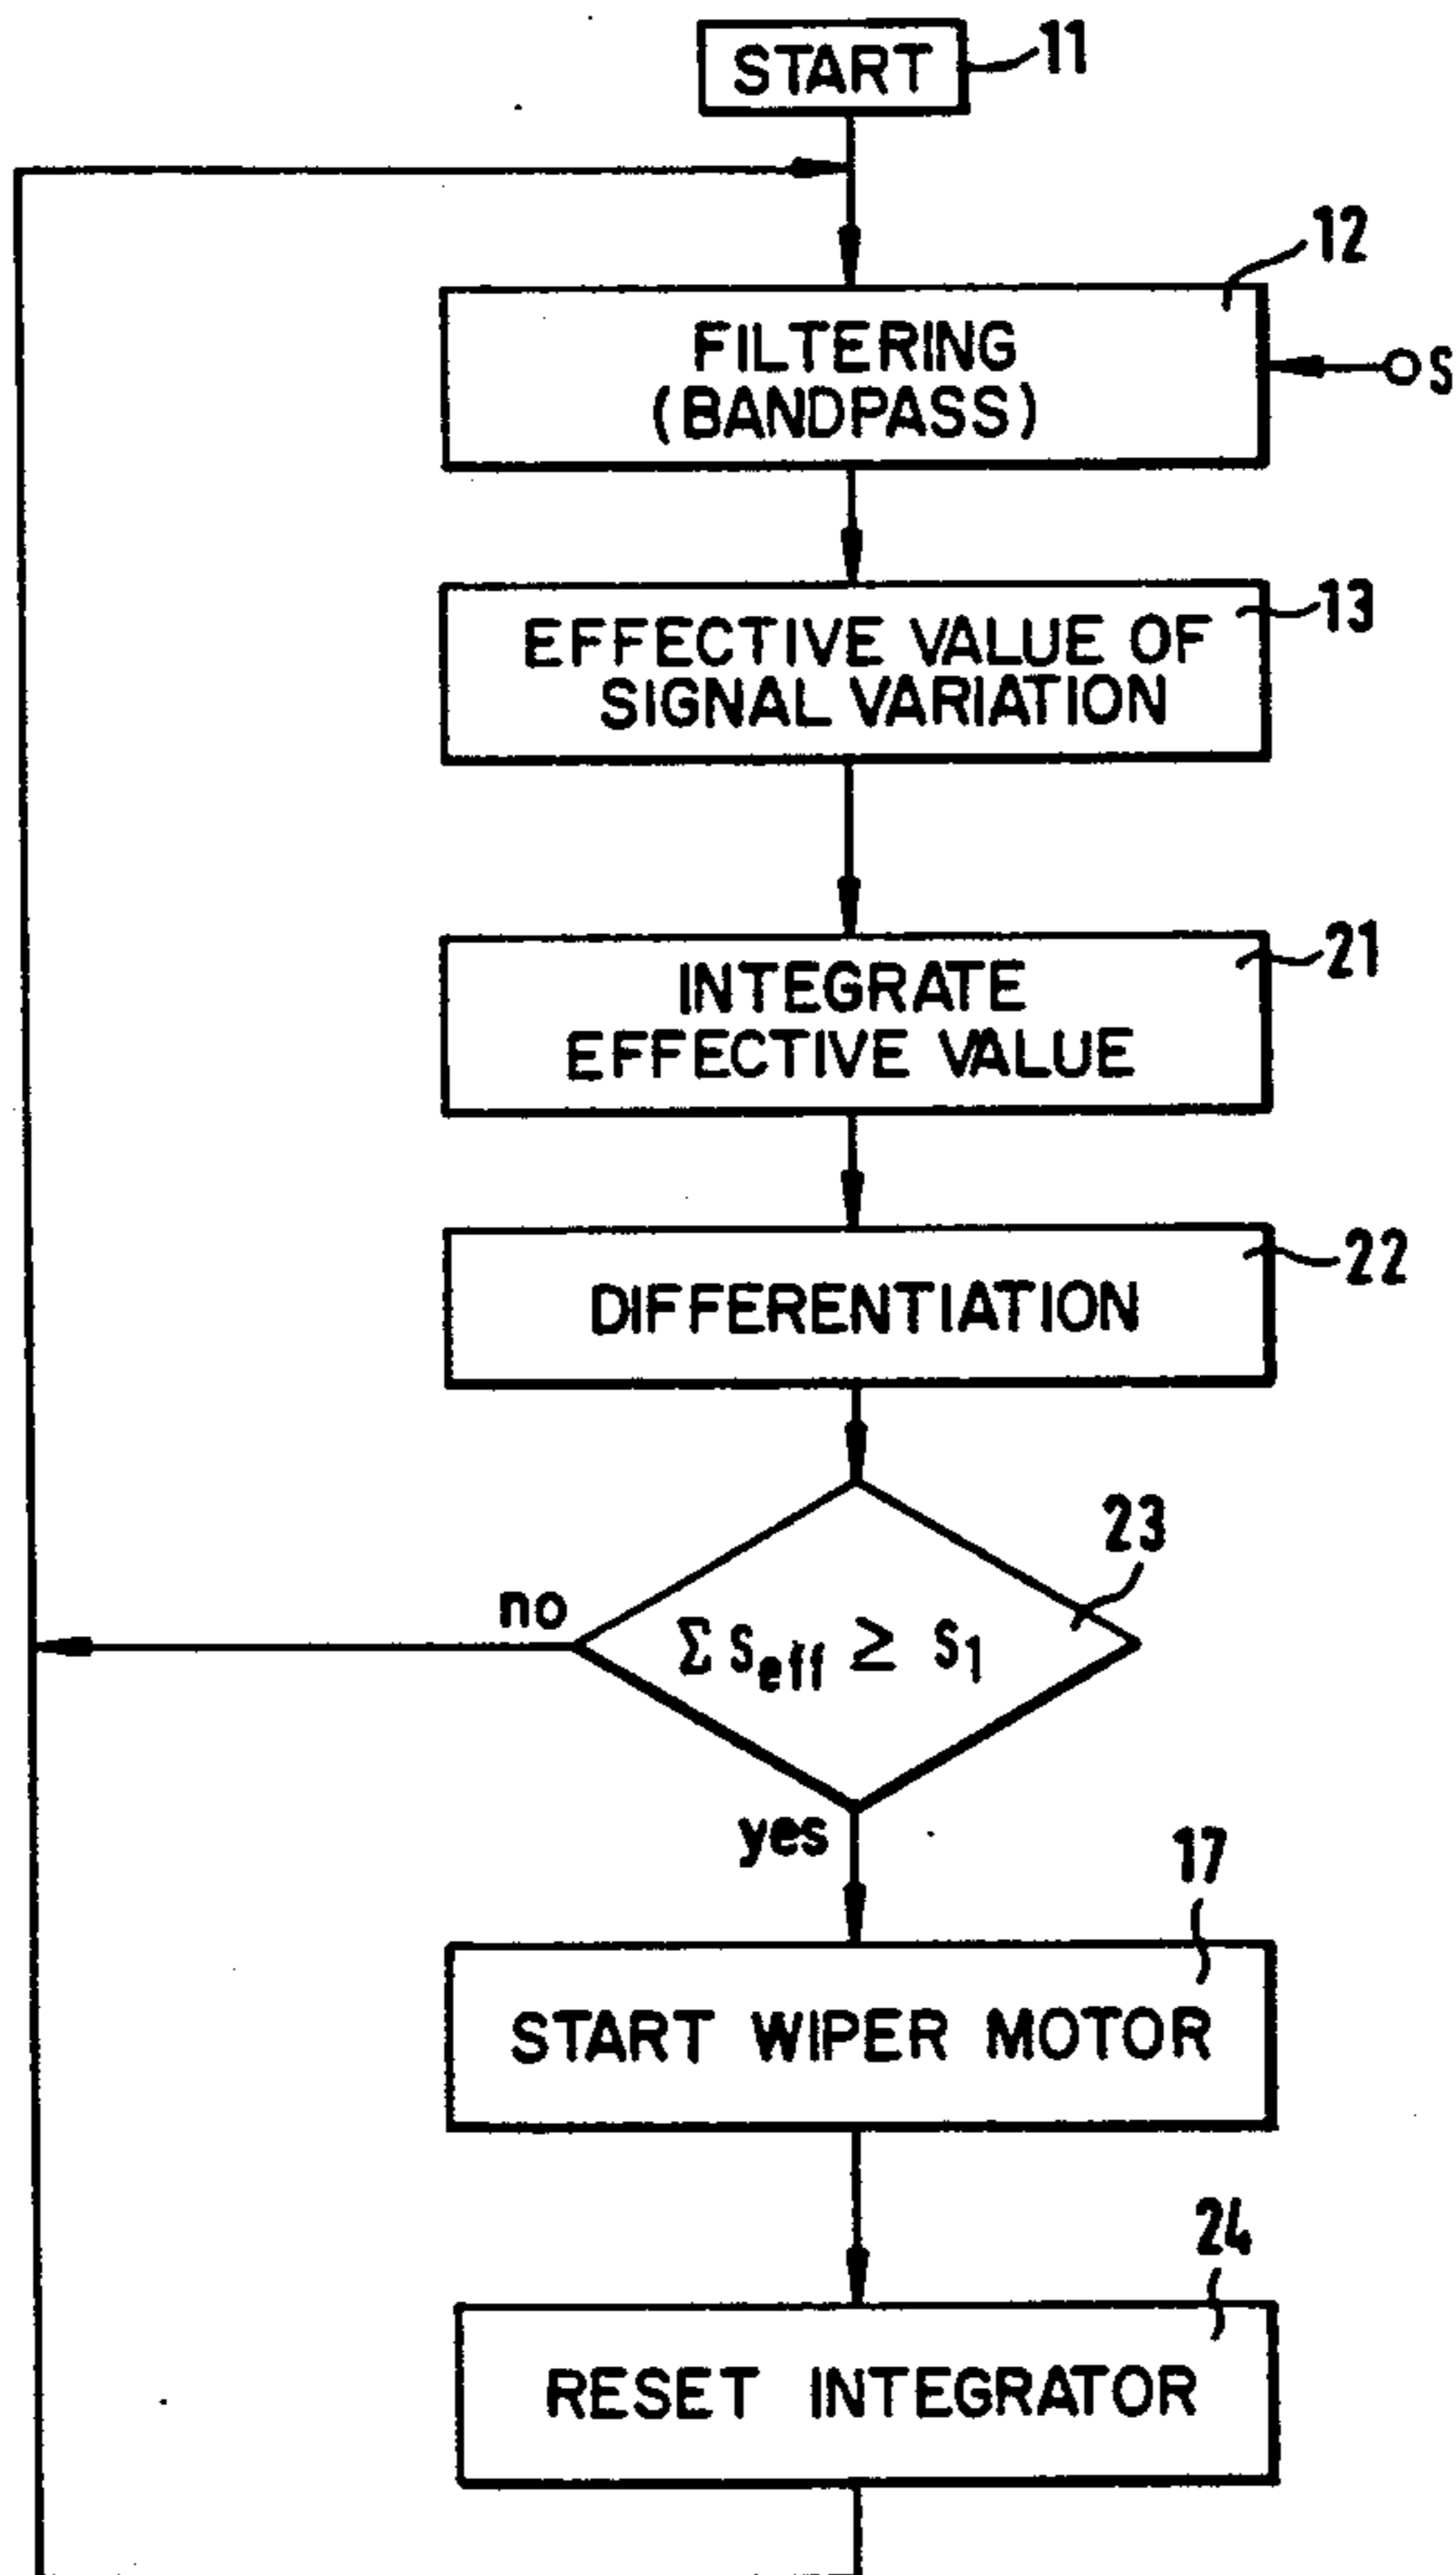 START
11
12
FILTERING
(BANDPASS)
S
13
EFFECTIVE VALUE OF
SIGNAL VARIATION
21
INTEGRATE
EFFECTIVE VALUE
22
DIFFERENTIATION
23
no
Σ Seff ≥ S1
yes
17
START WIPER MOTOR
24
RESET INTEGRATOR